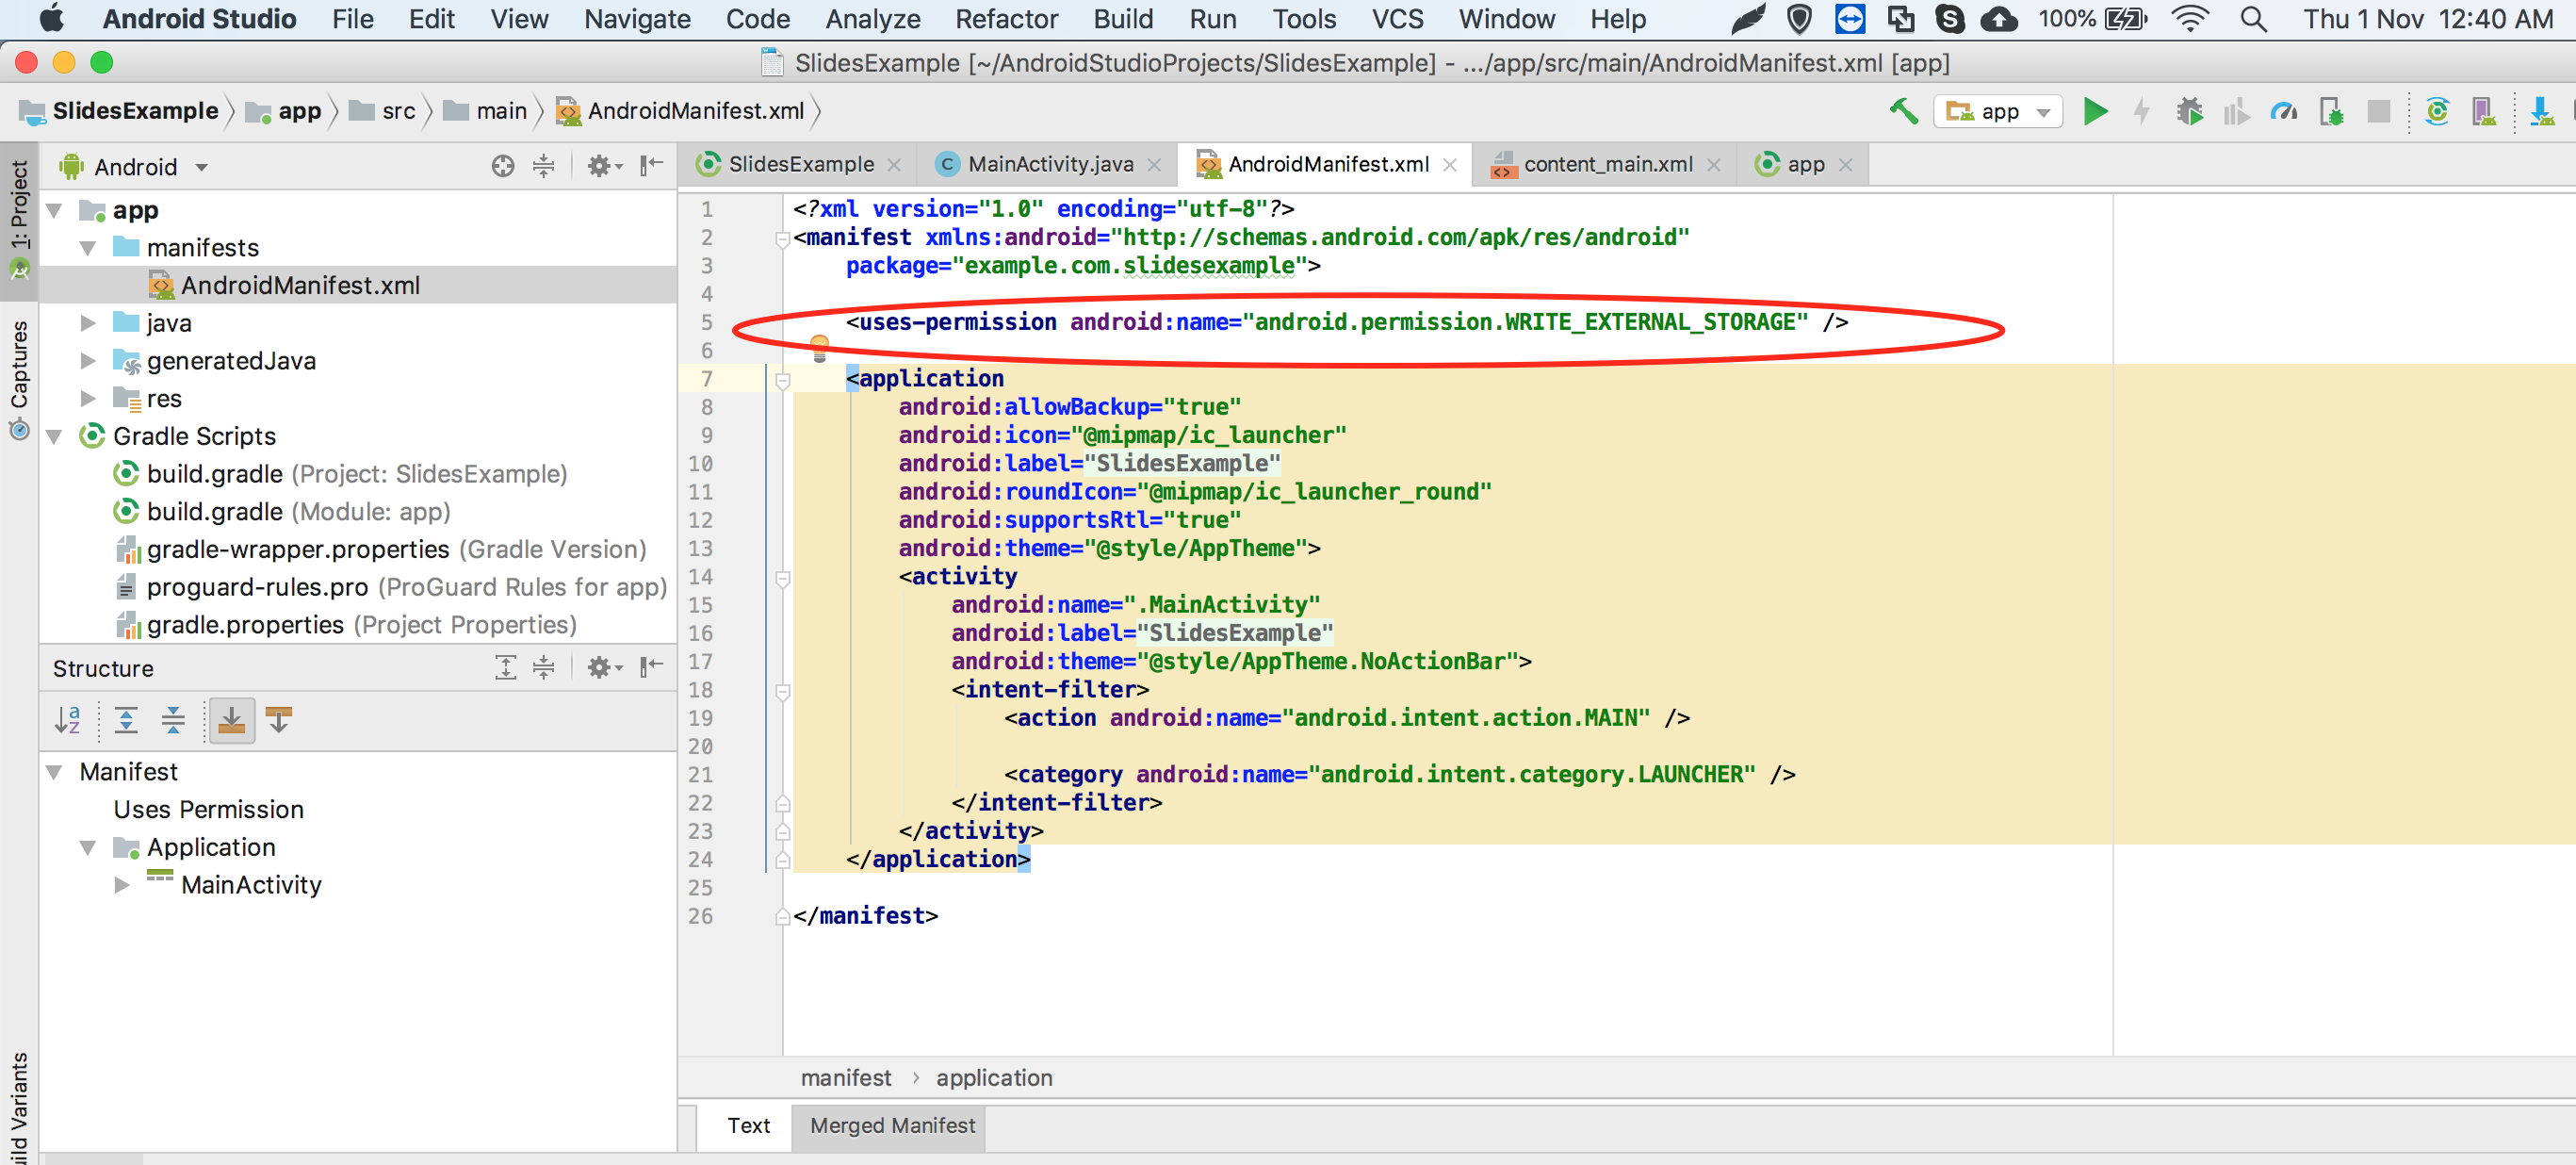 Android Studio File Edit View Navigate Code Analyze Refactor Build Run Tools VCS Window Help 100% Thu 1 Nov 12:40 AM
SlidesExample [~/AndroidStudioProjects/SlidesExample] - .../app/src/main/AndroidManifest.xml [app]
SlidesExample app src main AndroidManifest.xml app
1: Project
Captures
Android
app
manifests
AndroidManifest.xml
java
generatedJava
res
Gradle Scripts
build.gradle (Project: SlidesExample)
build.gradle (Module: app)
gradle-wrapper.properties (Gradle Version)
proguard-rules.pro (ProGuard Rules for app)
gradle.properties (Project Properties)
Structure
Manifest
Uses Permission
Application
MainActivity
SlidesExample MainActivity.java AndroidManifest.xml content_main.xml app
1 <?xml version="1.0" encoding="utf-8"?>
2 <manifest xmlns:android="http://schemas.android.com/apk/res/android"
3 package="example.com.slidesexample">
4
5 <uses-permission android:name="android.permission.WRITE_EXTERNAL_STORAGE" />
6
7 <application
8 android:allowBackup="true"
9 android:icon="@mipmap/ic_launcher"
10 android:label="SlidesExample"
11 android:roundIcon="@mipmap/ic_launcher_round"
12 android:supportsRtl="true"
13 android:theme="@style/AppTheme">
14 <activity
15 android:name=".MainActivity"
16 android:label="SlidesExample"
17 android:theme="@style/AppTheme.NoActionBar">
18 <intent-filter>
19 <action android:name="android.intent.action.MAIN" />
20
21 <category android:name="android.intent.category.LAUNCHER" />
22 </intent-filter>
23 </activity>
24 </application>
25
26 </manifest>
manifest › application
Text Merged Manifest
uild Variants